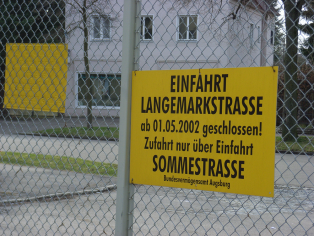 EINFAHRT
LANGEMARKSTRASSE
ab 01.05.2002 geschlossen!
Zufahrt nur über Einfahrt
SOMMESTRASSE
Bundesvermögensamt Augsburg